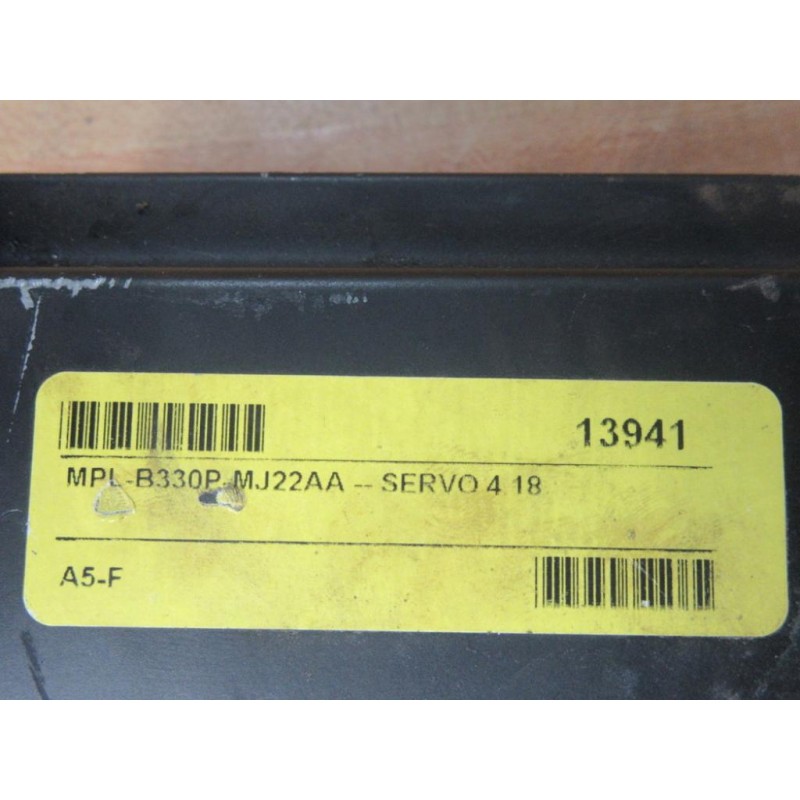 13941
MPL-B330P-MJ22AA -- SERVO 4.18
A5-F